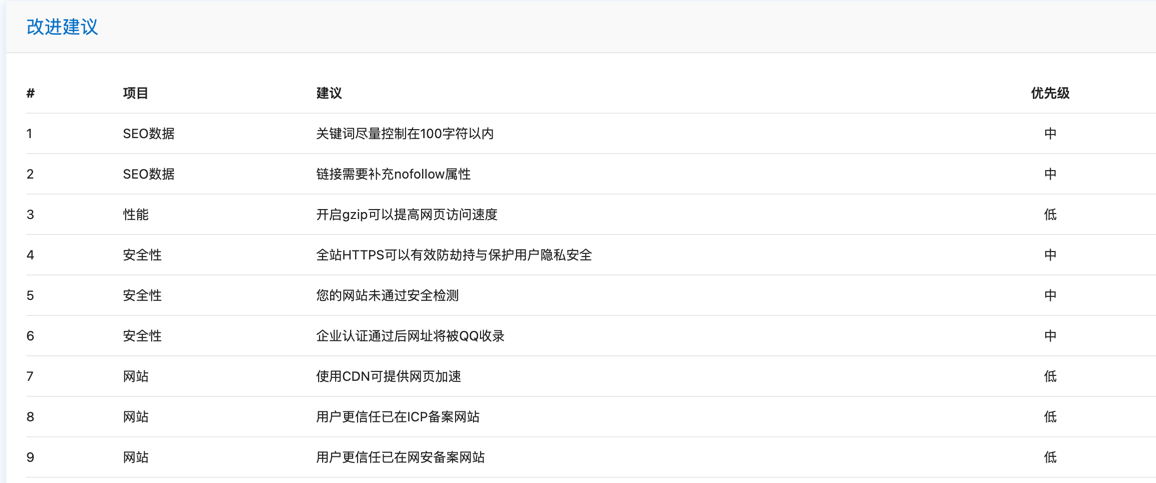 改进建议
# 项目 建议 优先级
1 SEO数据 关键词尽量控制在100字符以内 中
2 SEO数据 链接需要补充nofollow属性 中
3 性能 开启gzip可以提高网页访问速度 低
4 安全性 全站HTTPS可以有效防劫持与保护用户隐私安全 中
5 安全性 您的网站未通过安全检测 中
6 安全性 企业认证通过后网址将被QQ收录 中
7 网站 使用CDN可提供网页加速 低
8 网站 用户更信任已在ICP备案网站 低
9 网站 用户更信任已在网安备案网站 低